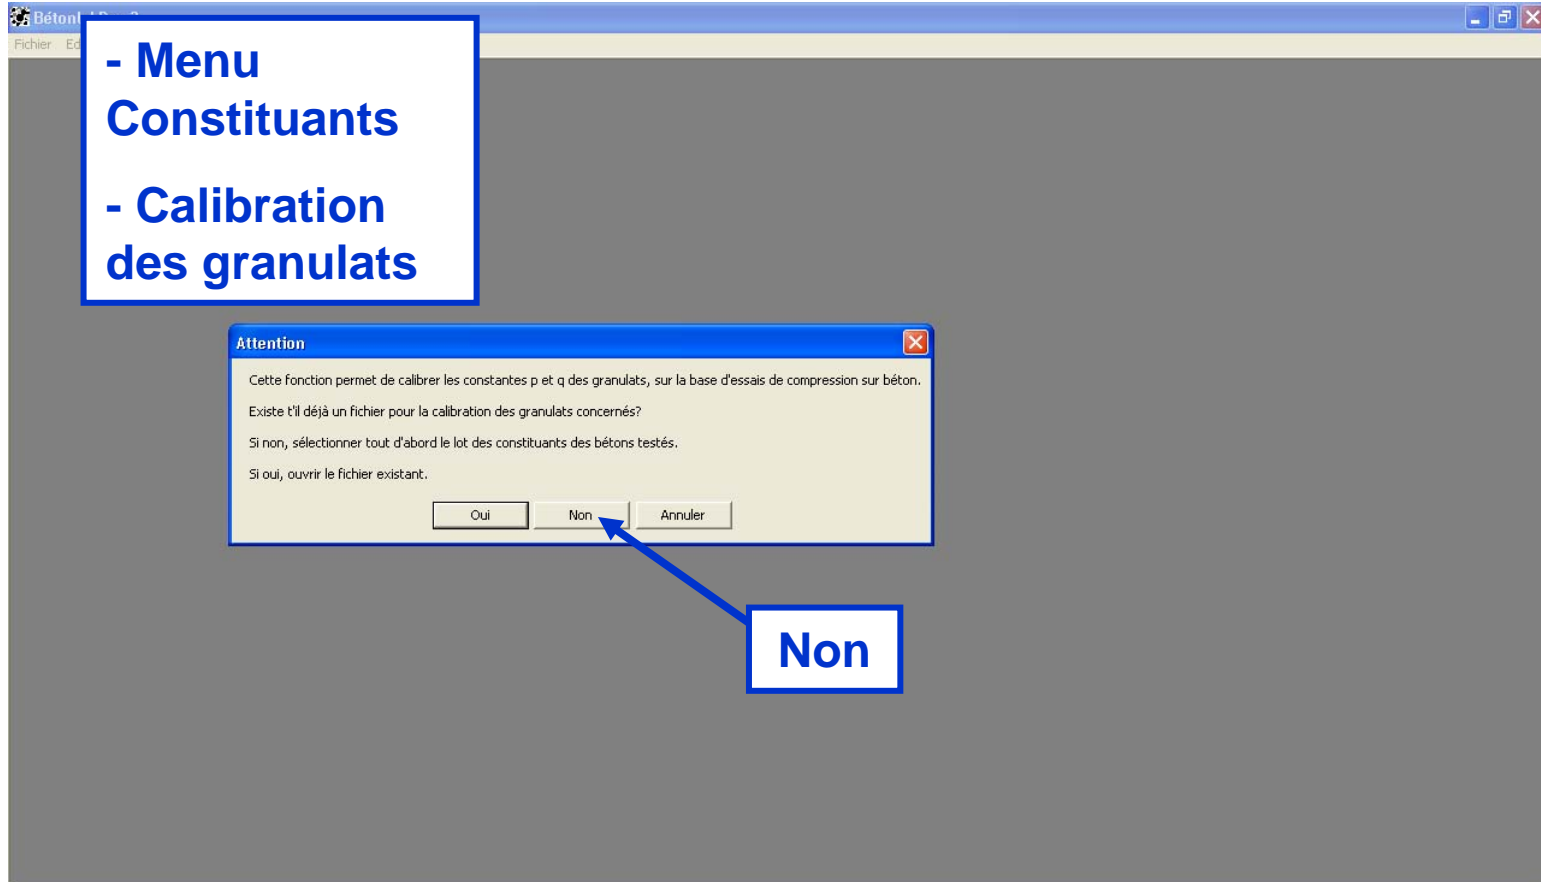 Fichier
- Menu
Constituants
- Calibration
des granulats
Attention
Cette fonction permet de calibrer les constantes p et q des granulats, sur la base d'essais de compression sur béton.
Existe t'il déjà un fichier pour la calibration des granulats concernés?
Si non, sélectionner tout d'abord le lot des constituants des bétons testés.
Si oui, ouvrir le fichier existant.
Oui Non Annuler
Non